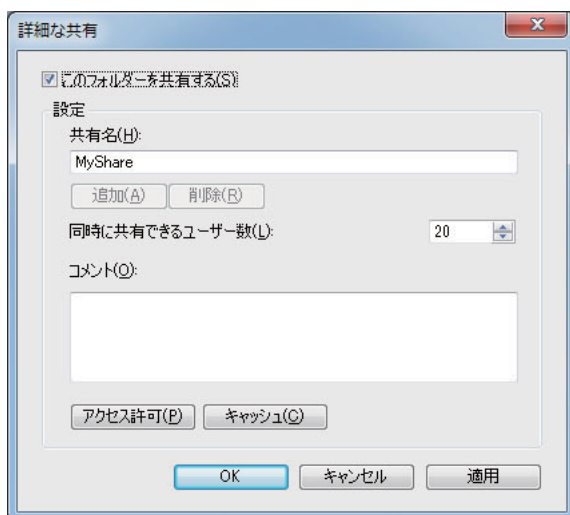 詳細な共有
このフォルダーを共有する(S)
設定
共有名(H):
MyShare
追加(A) 削除(R)
同時に共有できるユーザー数(L): 20
コメント(O):
アクセス許可(P) キャッシュ(C)
OK キャンセル 適用